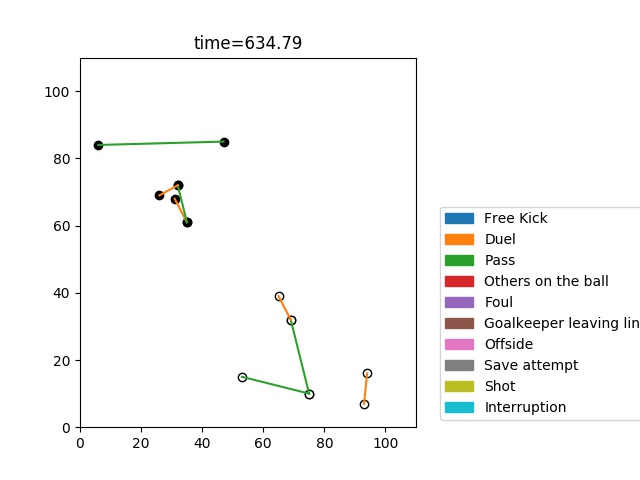 time=634.79
100
80
60
40
20
0
0 20 40 60 80 100
Free Kick
Duel
Pass
Others on the ball
Foul
Goalkeeper leaving lin
Offside
Save attempt
Shot
Interruption